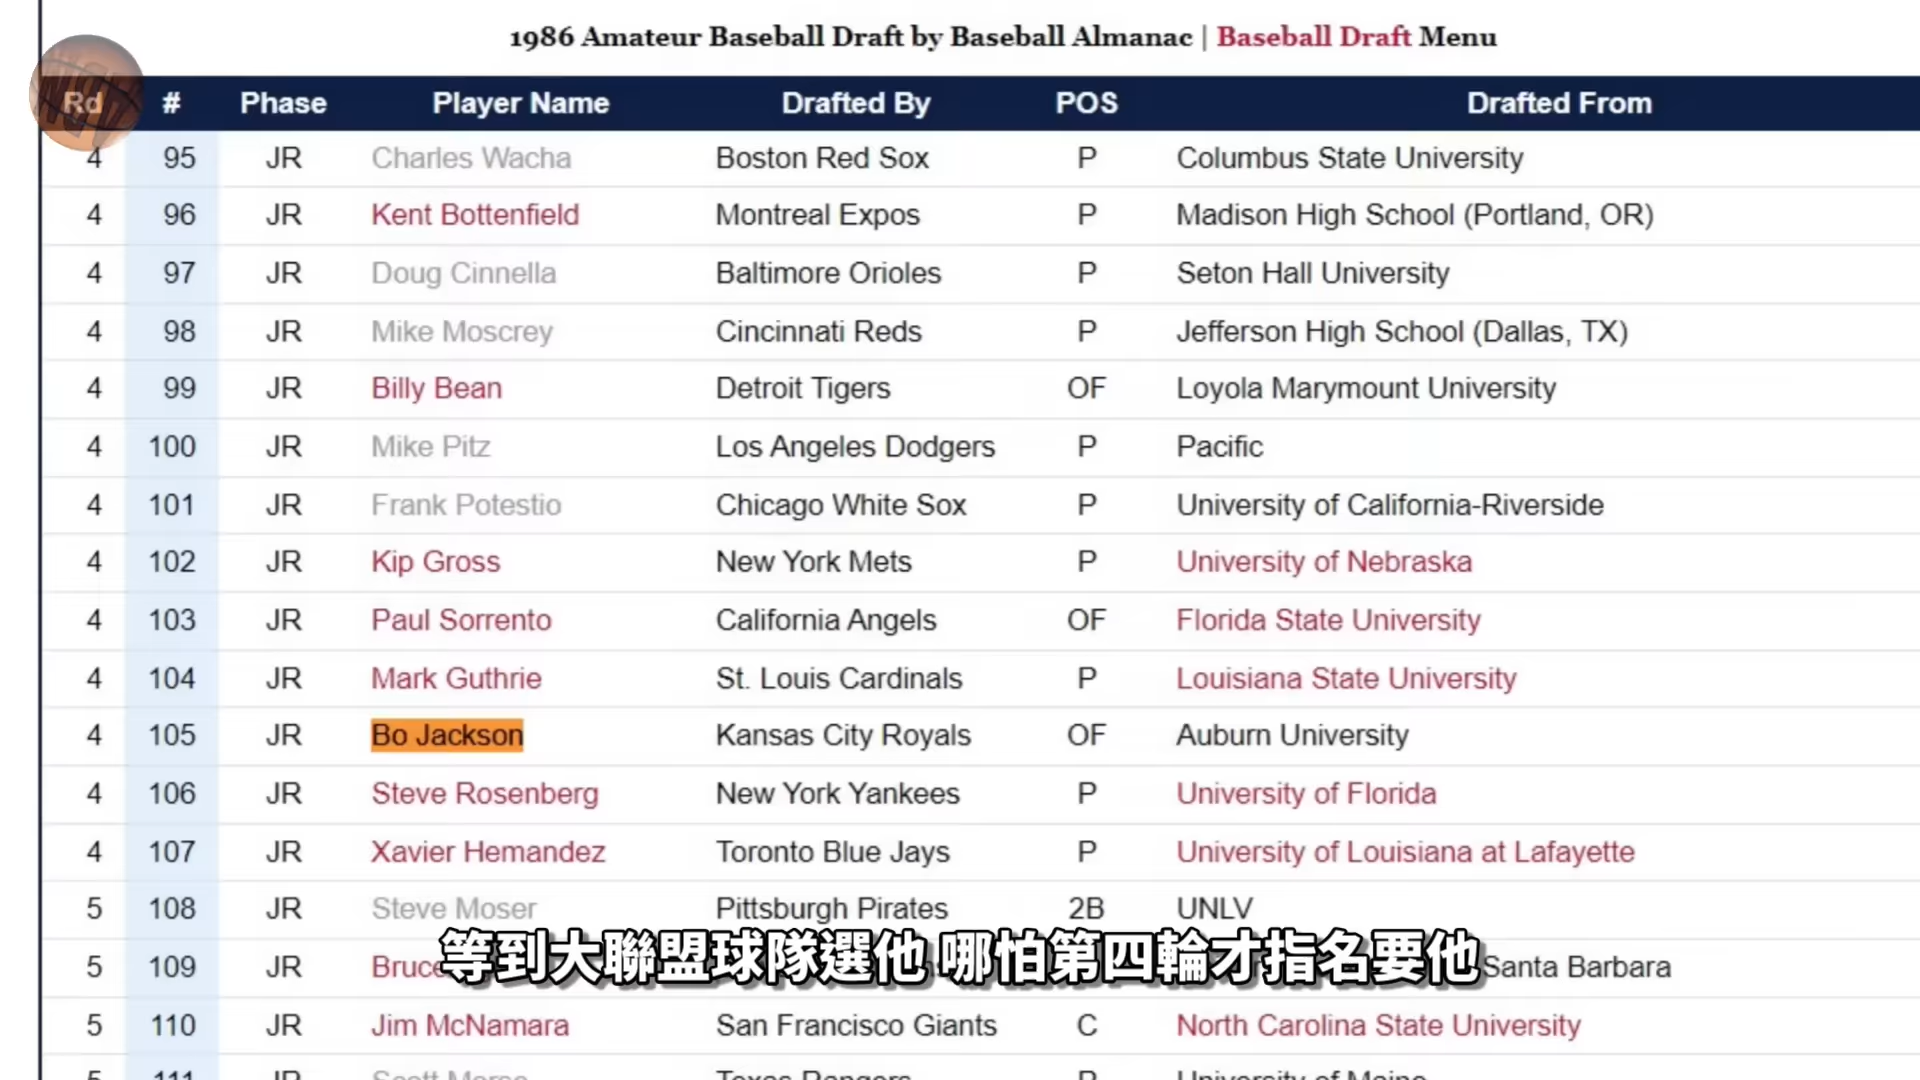 1986 Amateur Baseball Draft by Baseball Almanac | Baseball Draft Menu
Rd # Phase Player Name Drafted By POS Drafted From
4 95 JR Charles Wacha Boston Red Sox P Columbus State University
4 96 JR Kent Bottenfield Montreal Expos P Madison High School (Portland, OR)
4 97 JR Doug Cinnella Baltimore Orioles P Seton Hall University
4 98 JR Mike Moscrey Cincinnati Reds P Jefferson High School (Dallas, TX)
4 99 JR Billy Bean Detroit Tigers OF Loyola Marymount University
4 100 JR Mike Pitz Los Angeles Dodgers P Pacific
4 101 JR Frank Potestio Chicago White Sox P University of California-Riverside
4 102 JR Kip Gross New York Mets P University of Nebraska
4 103 JR Paul Sorrento California Angels OF Florida State University
4 104 JR Mark Guthrie St. Louis Cardinals P Louisiana State University
4 105 JR Bo Jackson Kansas City Royals OF Auburn University
4 106 JR Steve Rosenberg New York Yankees P University of Florida
4 107 JR Xavier Hernandez Toronto Blue Jays P University of Louisiana at Lafayette
5 108 JR Steve Moser Pittsburgh Pirates 2B UNLV
等到大聯盟球隊選他 哪怕第四輪才指名要他
5 109 JR Bruce Santa Barbara
5 110 JR Jim McNamara San Francisco Giants C North Carolina State University